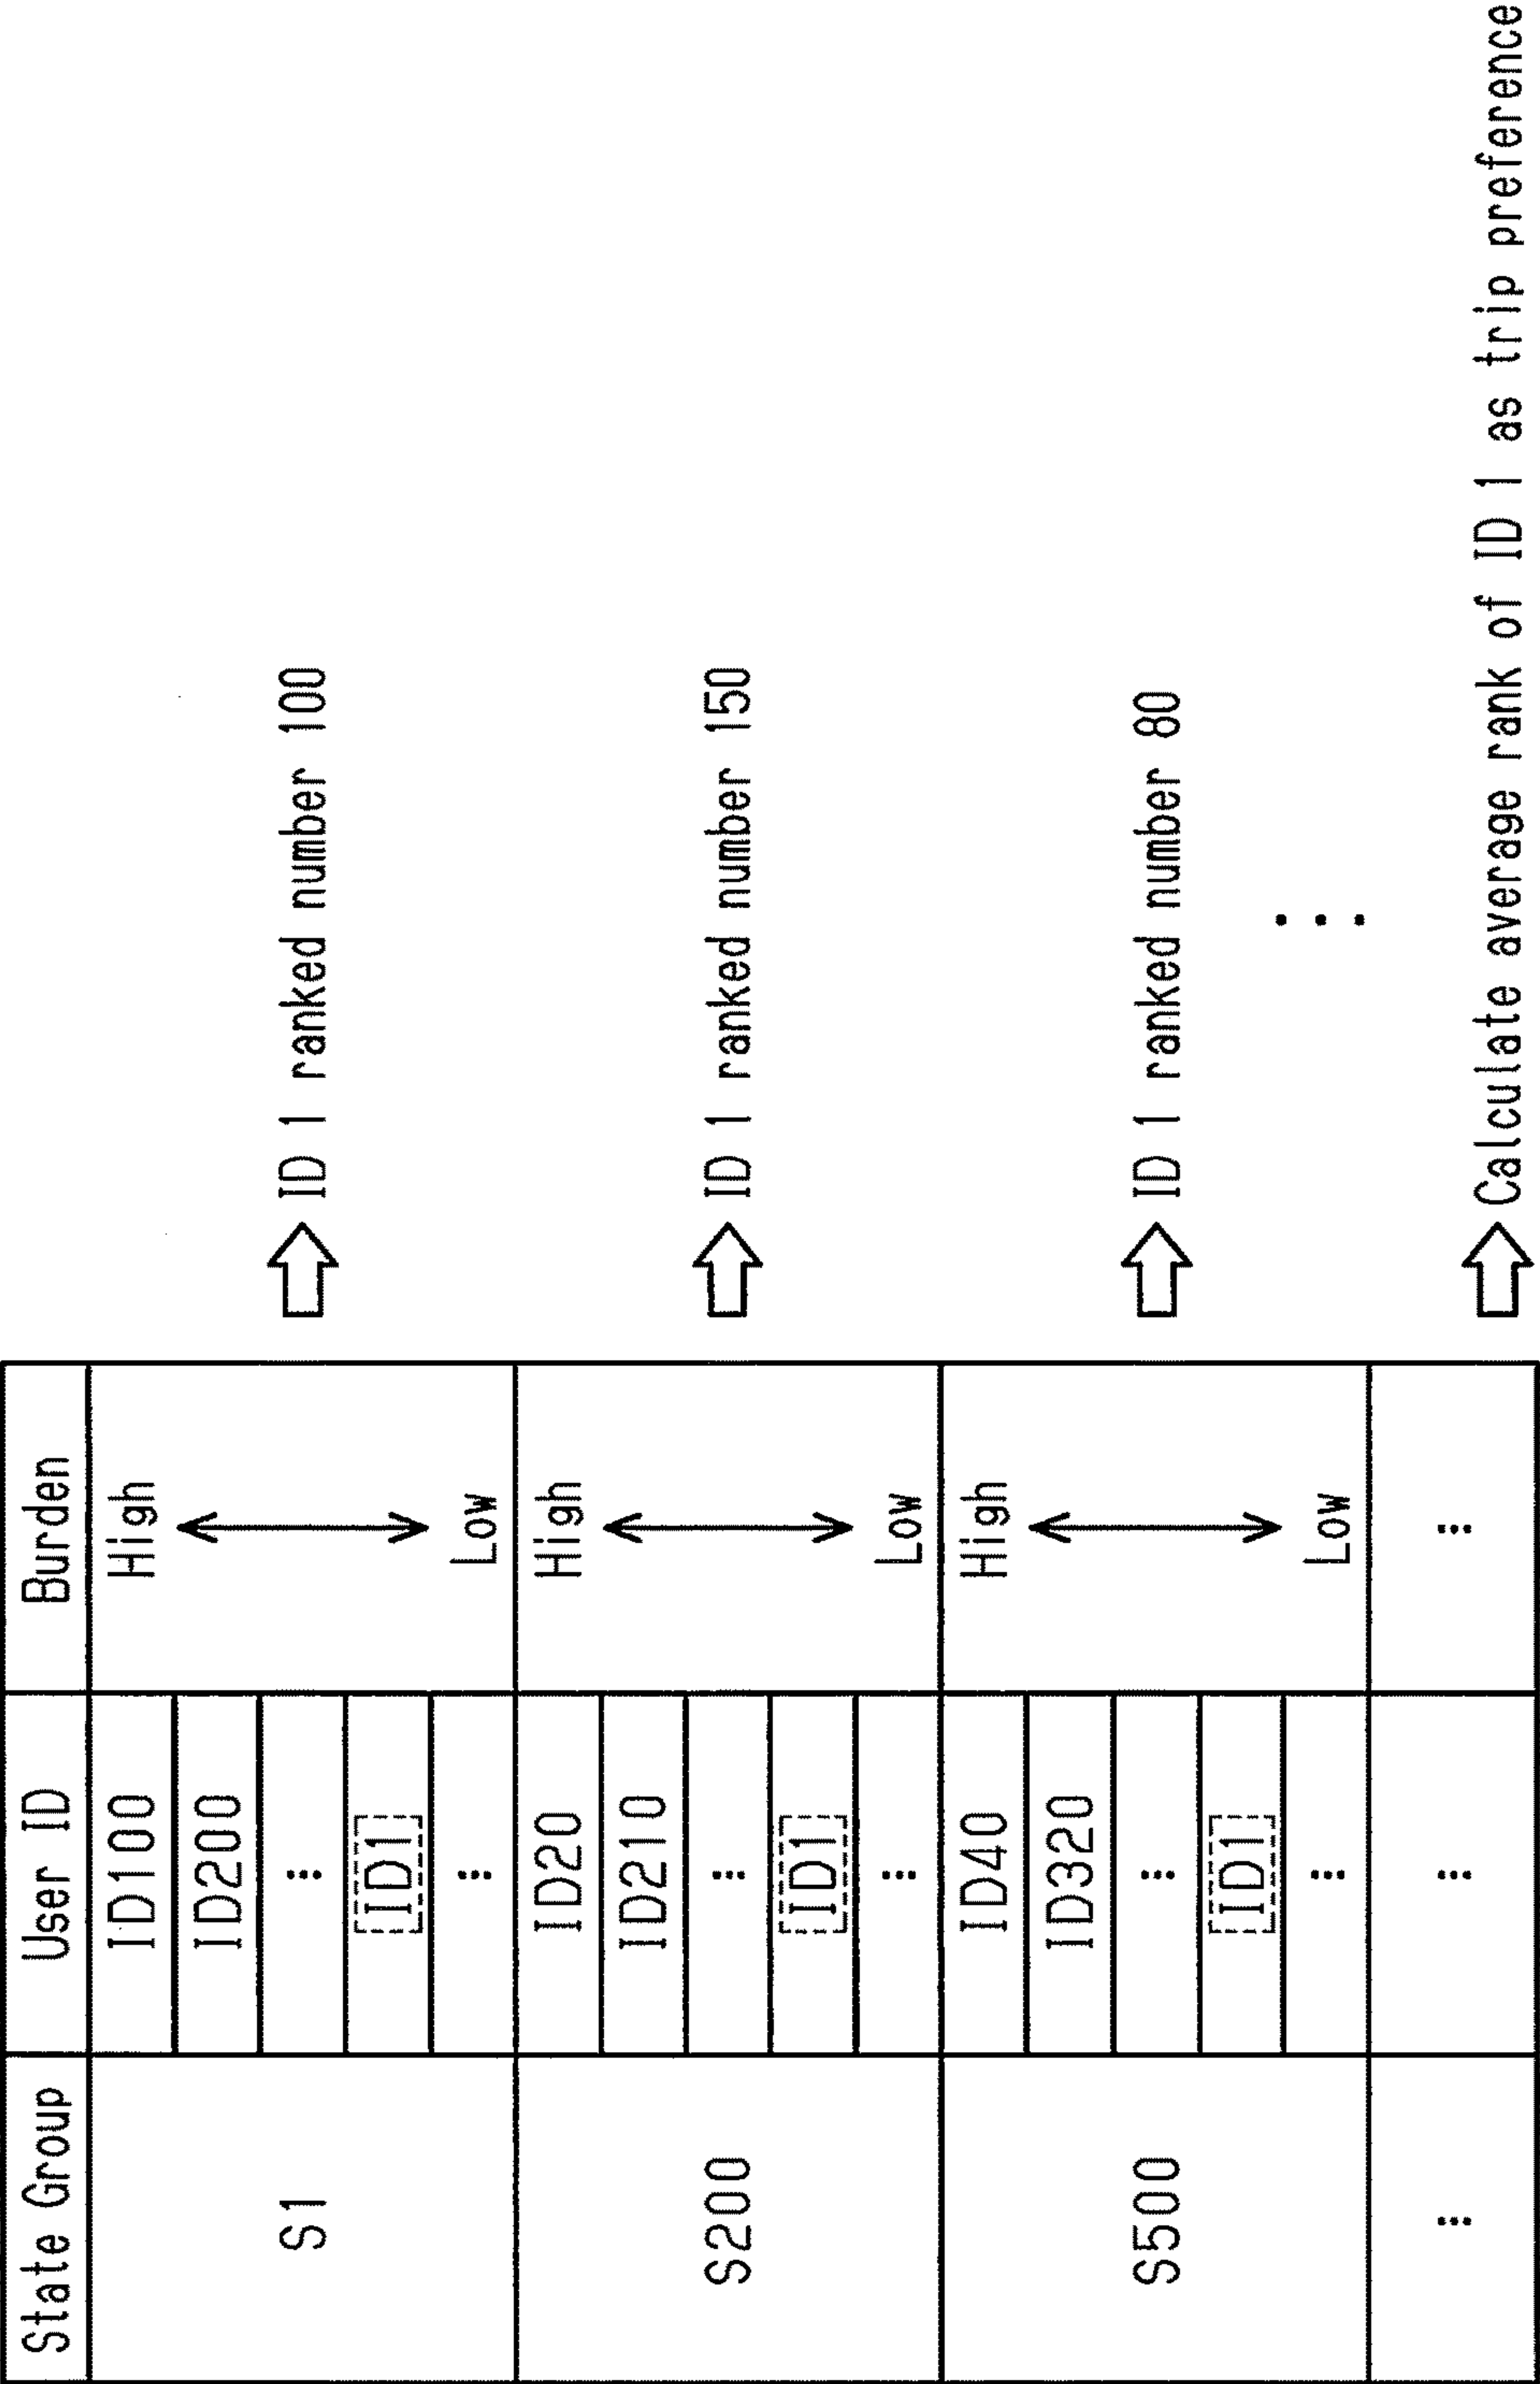 State Group User ID Burden
S1
ID100
ID200
⋮
ID1
⋮
High
Low
ID 1 ranked number 100
S200
ID20
ID210
⋮
ID1
⋮
High
Low
ID 1 ranked number 150
S500
ID40
ID320
⋮
ID1
⋮
High
Low
ID 1 ranked number 80
⋮
⋮ ⋮ ⋮
Calculate average rank of ID 1 as trip preference